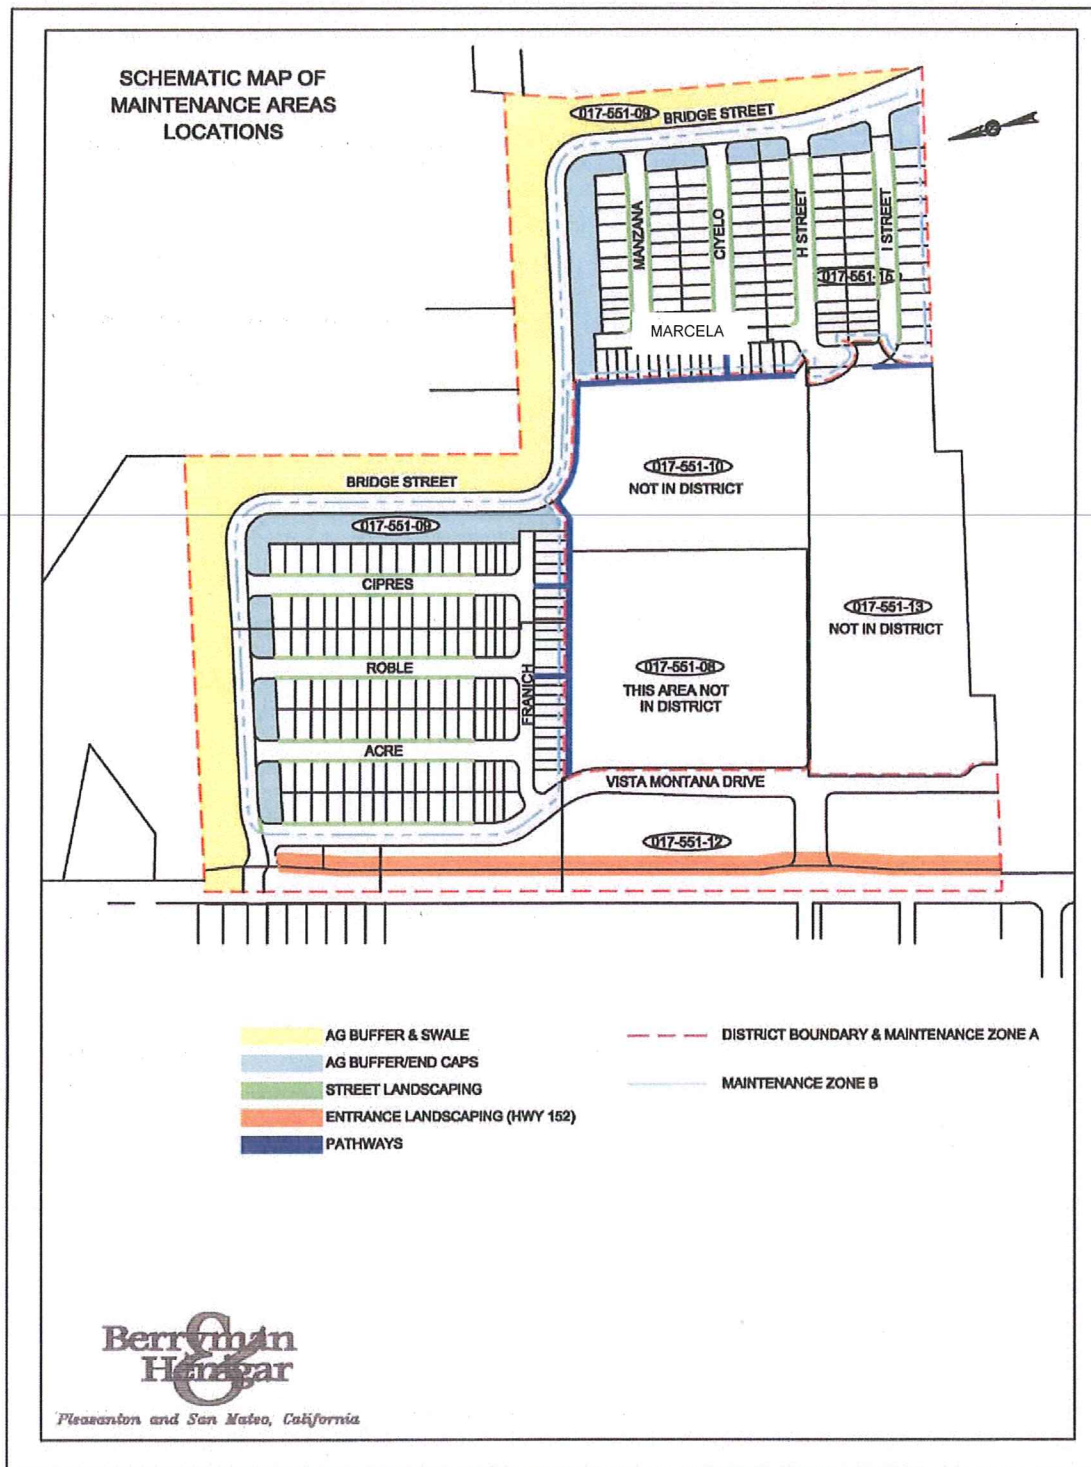 SCHEMATIC MAP OF
MAINTENANCE AREAS
LOCATIONS
017-551-09
BRIDGE STREET
MANZANA
CIYELO
H STREET
I STREET
017-551-15
MARCELA
017-551-10
NOT IN DISTRICT
BRIDGE STREET
017-551-09
CIPRES
ROBLE
FRANICH
ACRE
017-551-13
NOT IN DISTRICT
017-551-08
THIS AREA NOT
IN DISTRICT
VISTA MONTANA DRIVE
017-551-12
AG BUFFER & SWALE
AG BUFFER/END CAPS
STREET LANDSCAPING
ENTRANCE LANDSCAPING (HWY 152)
PATHWAYS
DISTRICT BOUNDARY & MAINTENANCE ZONE A
MAINTENANCE ZONE B
Berryman
&
Henigar
Pleasanton and San Mateo, California